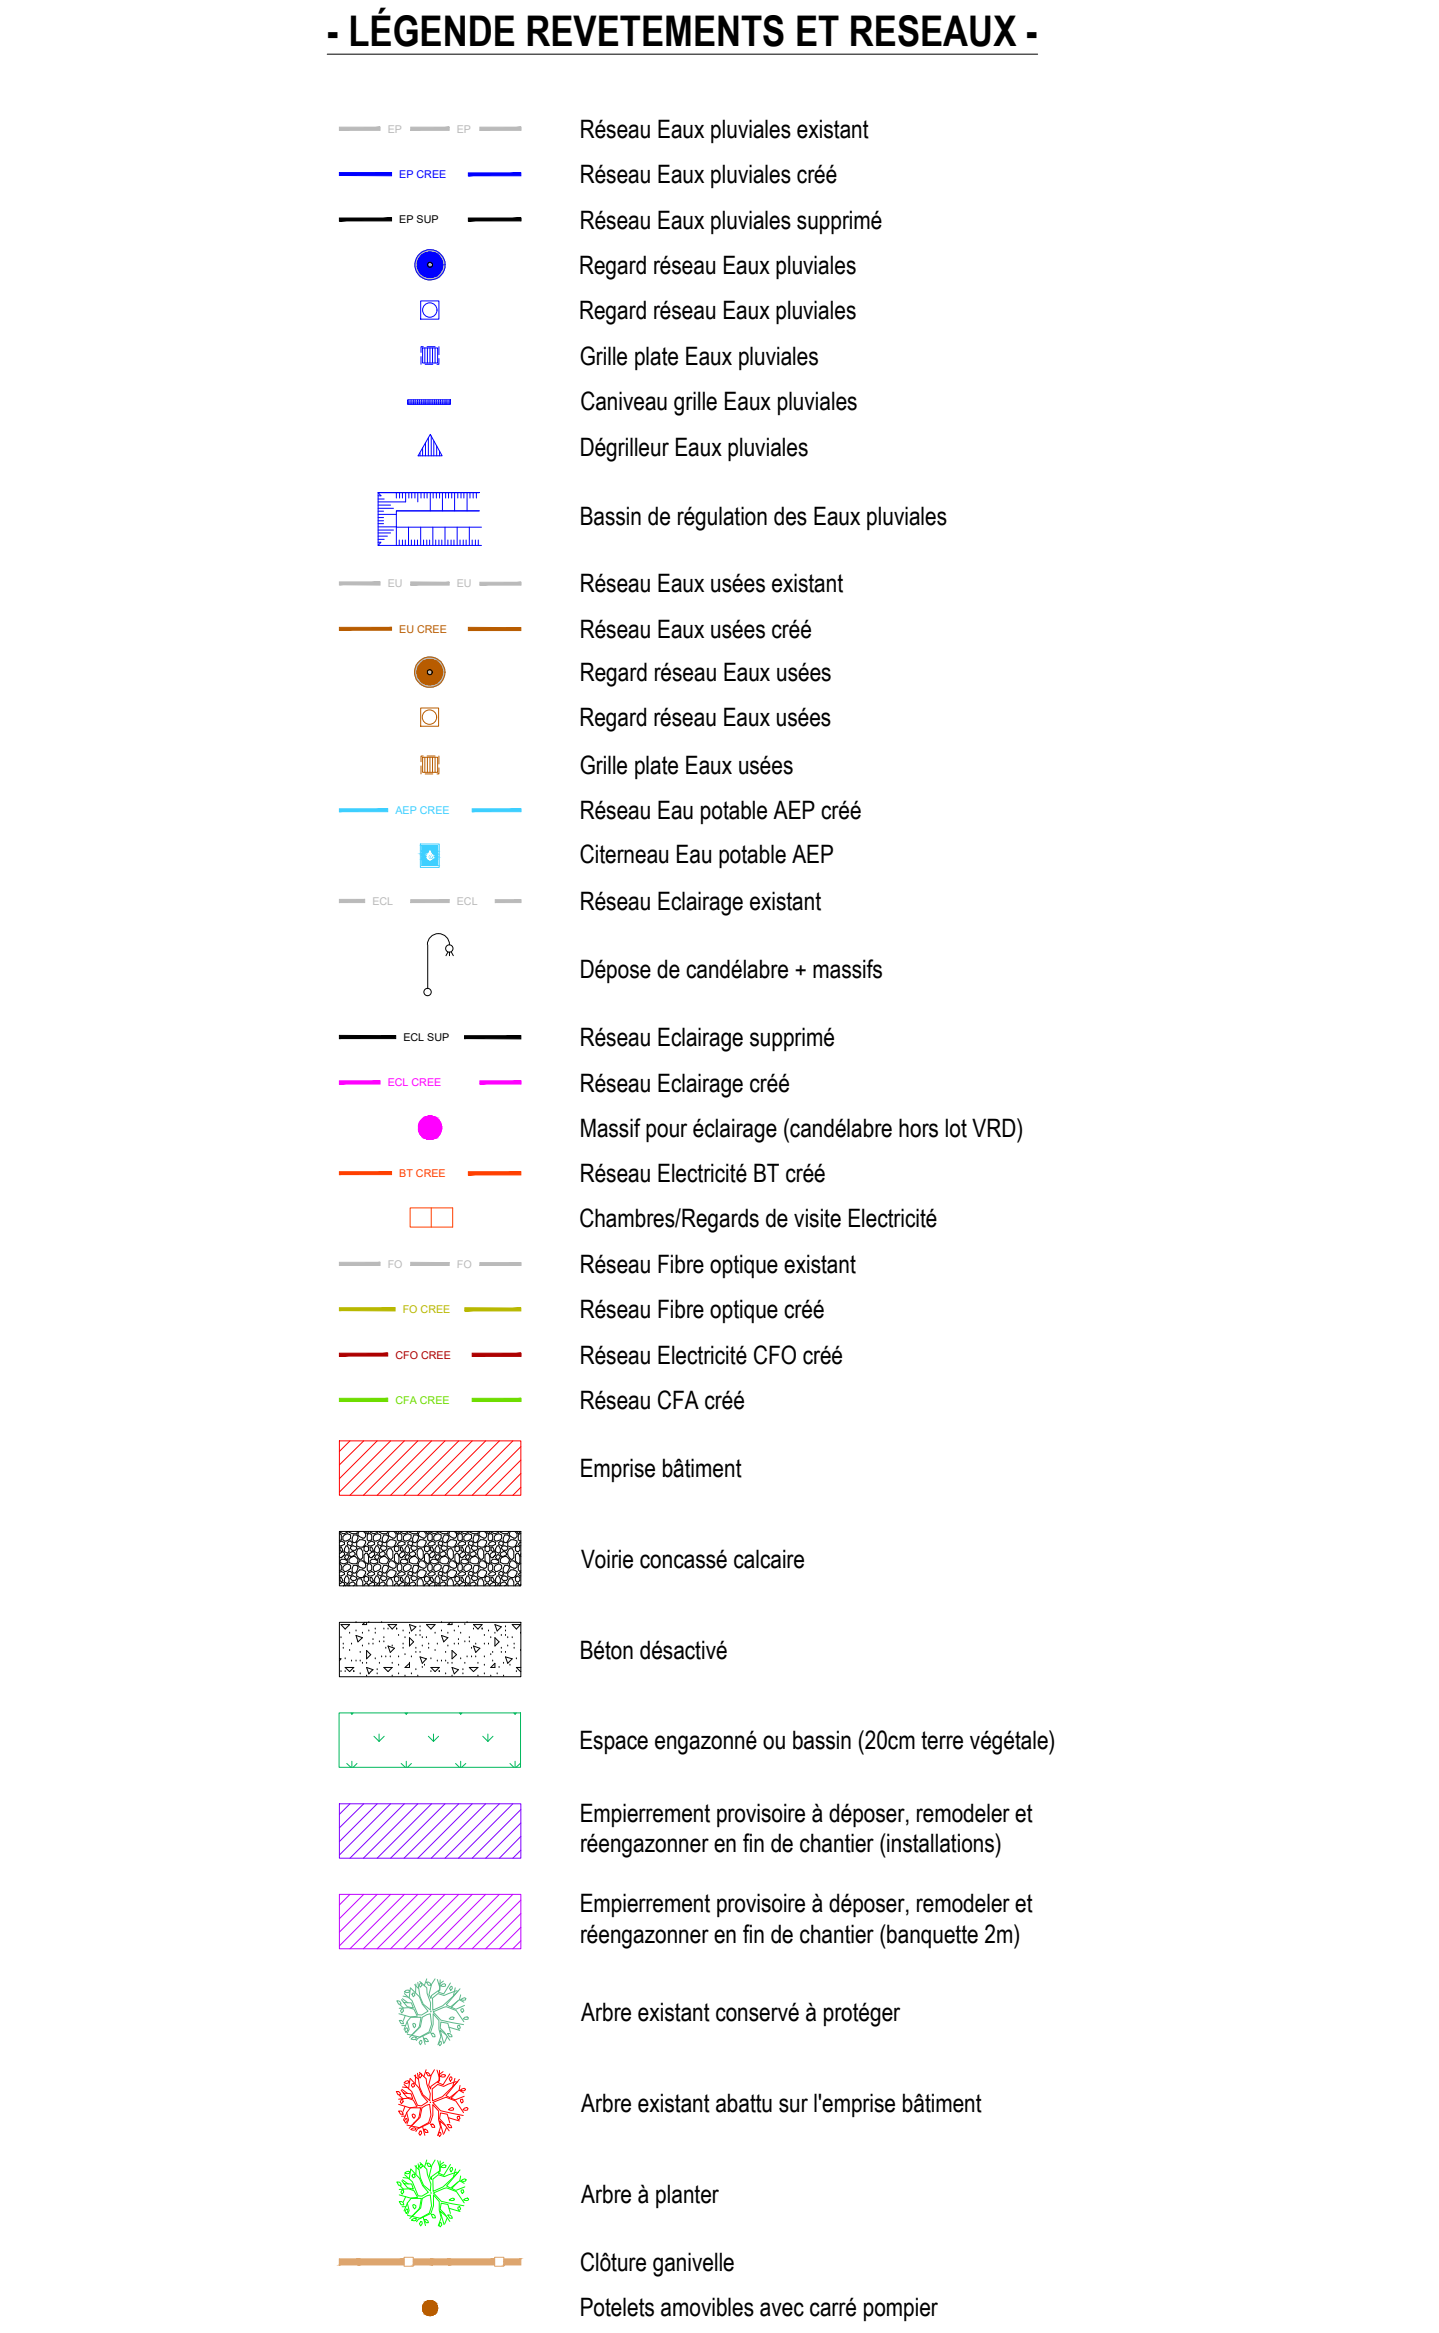 - LÉGENDE REVETEMENTS ET RESEAUX -
EP EP Réseau Eaux pluviales existant
EP CREE Réseau Eaux pluviales créé
EP SUP Réseau Eaux pluviales supprimé
Regard réseau Eaux pluviales
Regard réseau Eaux pluviales
Grille plate Eaux pluviales
Caniveau grille Eaux pluviales
Dégrilleur Eaux pluviales
Bassin de régulation des Eaux pluviales
EU EU Réseau Eaux usées existant
EU CREE Réseau Eaux usées créé
Regard réseau Eaux usées
Regard réseau Eaux usées
Grille plate Eaux usées
AEP CREE Réseau Eau potable AEP créé
Citerneau Eau potable AEP
ECL ECL Réseau Eclairage existant
Dépose de candélabre + massifs
ECL SUP Réseau Eclairage supprimé
ECL CREE Réseau Eclairage créé
Massif pour éclairage (candélabre hors lot VRD)
BT CREE Réseau Electricité BT créé
Chambres/Regards de visite Electricité
FO FO Réseau Fibre optique existant
FO CREE Réseau Fibre optique créé
CFO CREE Réseau Electricité CFO créé
CFA CREE Réseau CFA créé
Emprise bâtiment
Voirie concassé calcaire
Béton désactivé
Espace engazonné ou bassin (20cm terre végétale)
Empierrement provisoire à déposer, remodeler et
réengazonner en fin de chantier (installations)
Empierrement provisoire à déposer, remodeler et
réengazonner en fin de chantier (banquette 2m)
Arbre existant conservé à protéger
Arbre existant abattu sur l'emprise bâtiment
Arbre à planter
Clôture ganivelle
Potelets amovibles avec carré pompier